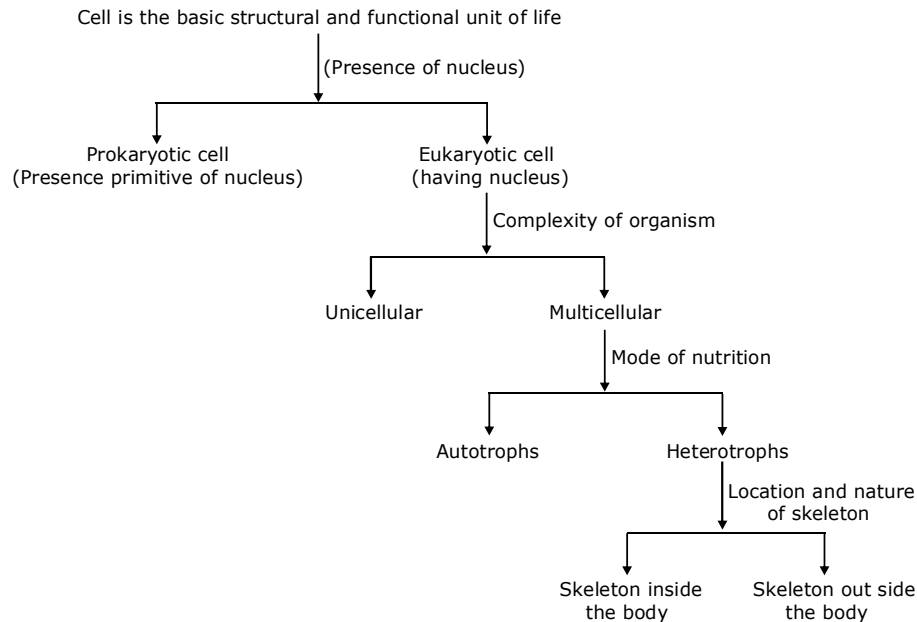 Cell is the basic structural and functional unit of life
(Presence of nucleus)
Prokaryotic cell
(Presence primitive of nucleus)
Eukaryotic cell
(having nucleus)
Complexity of organism
Unicellular
Multicellular
Mode of nutrition
Autotrophs
Heterotrophs
Location and nature
of skeleton
Skeleton inside
the body
Skeleton out side
the body